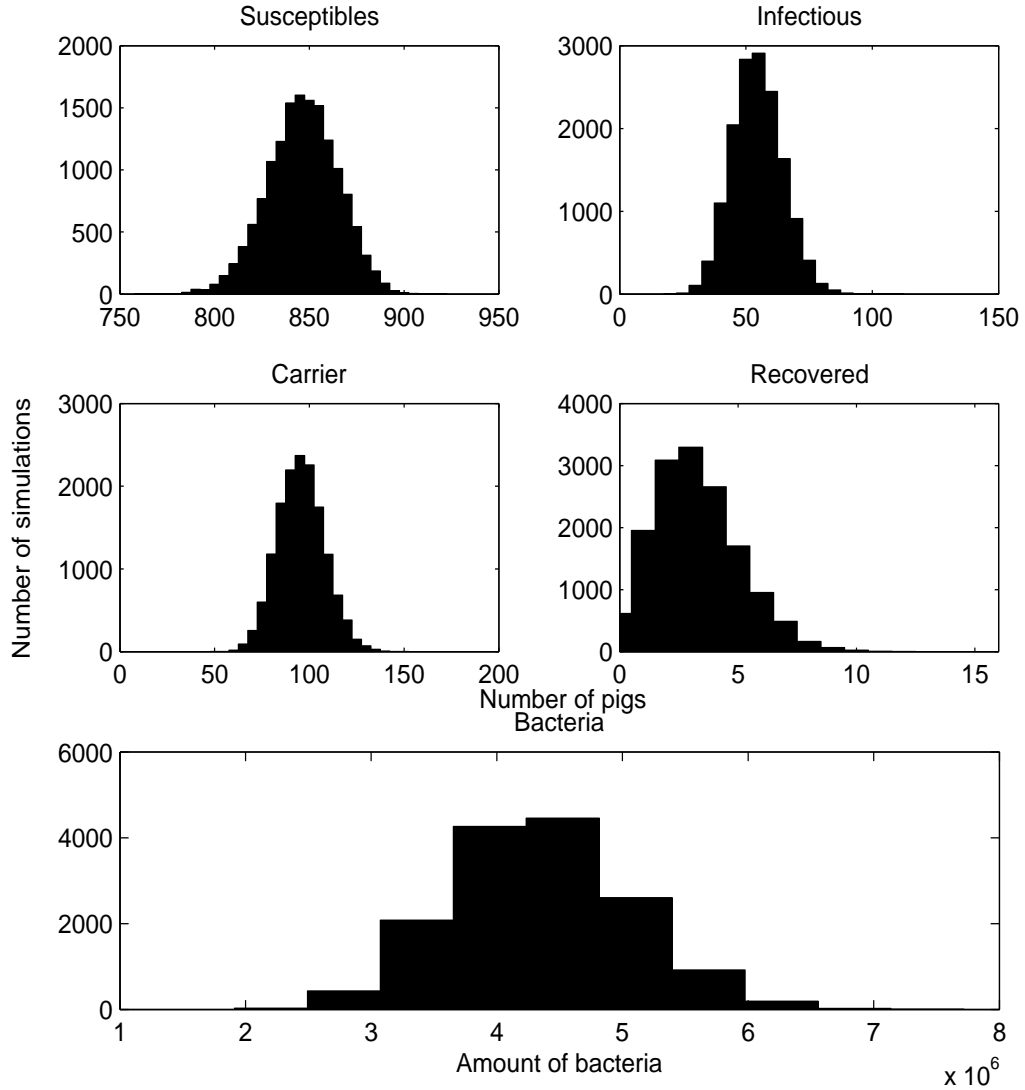 Susceptibles
2000
1500
1000
500
0
750 800 850 900 950
Infectious
3000
2000
1000
0
0 50 100 150
Carrier
3000
2000
1000
0
0 50 100 150 200
Recovered
4000
3000
2000
1000
0
0 5 10 15
Number of simulations
Number of pigs
Bacteria
6000
4000
2000
0
1 2 3 4 5 6 7 8
Amount of bacteria
x 10^6